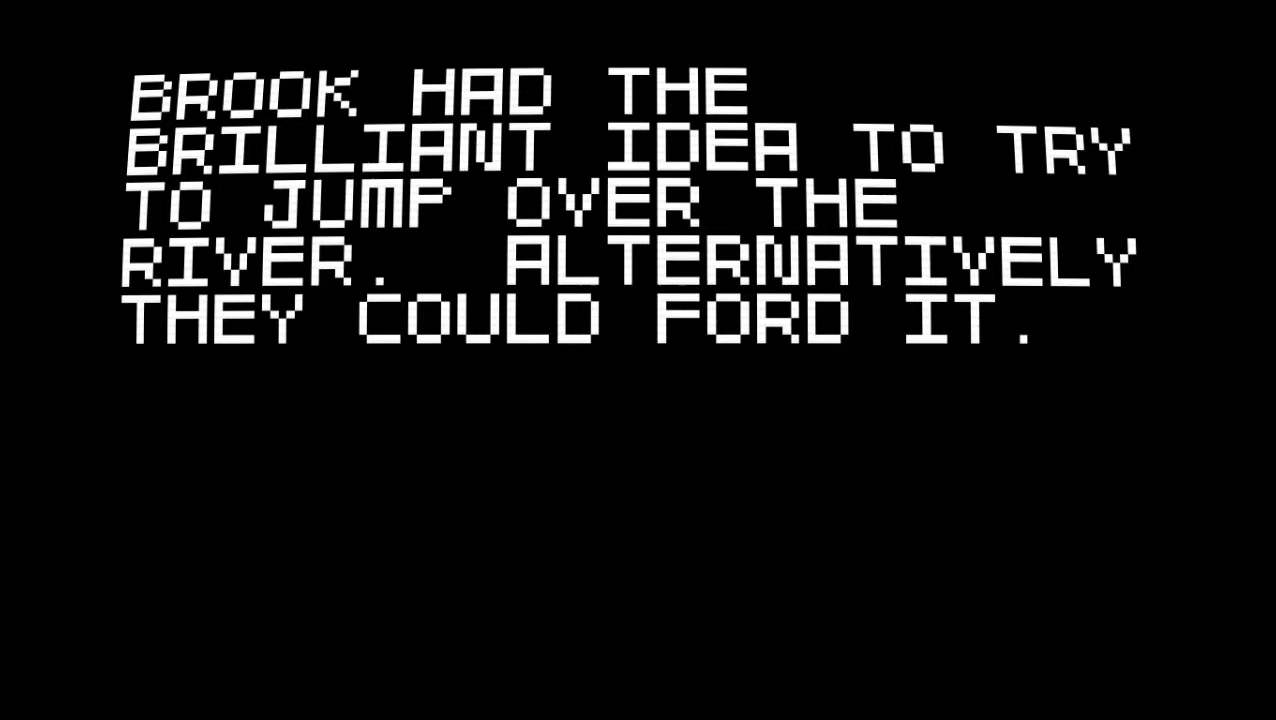 BROOK HAD THE
BRILLIANT IDEA TO TRY
TO JUMP OVER THE
RIVER.  ALTERNATIVELY
THEY COULD FORD IT.